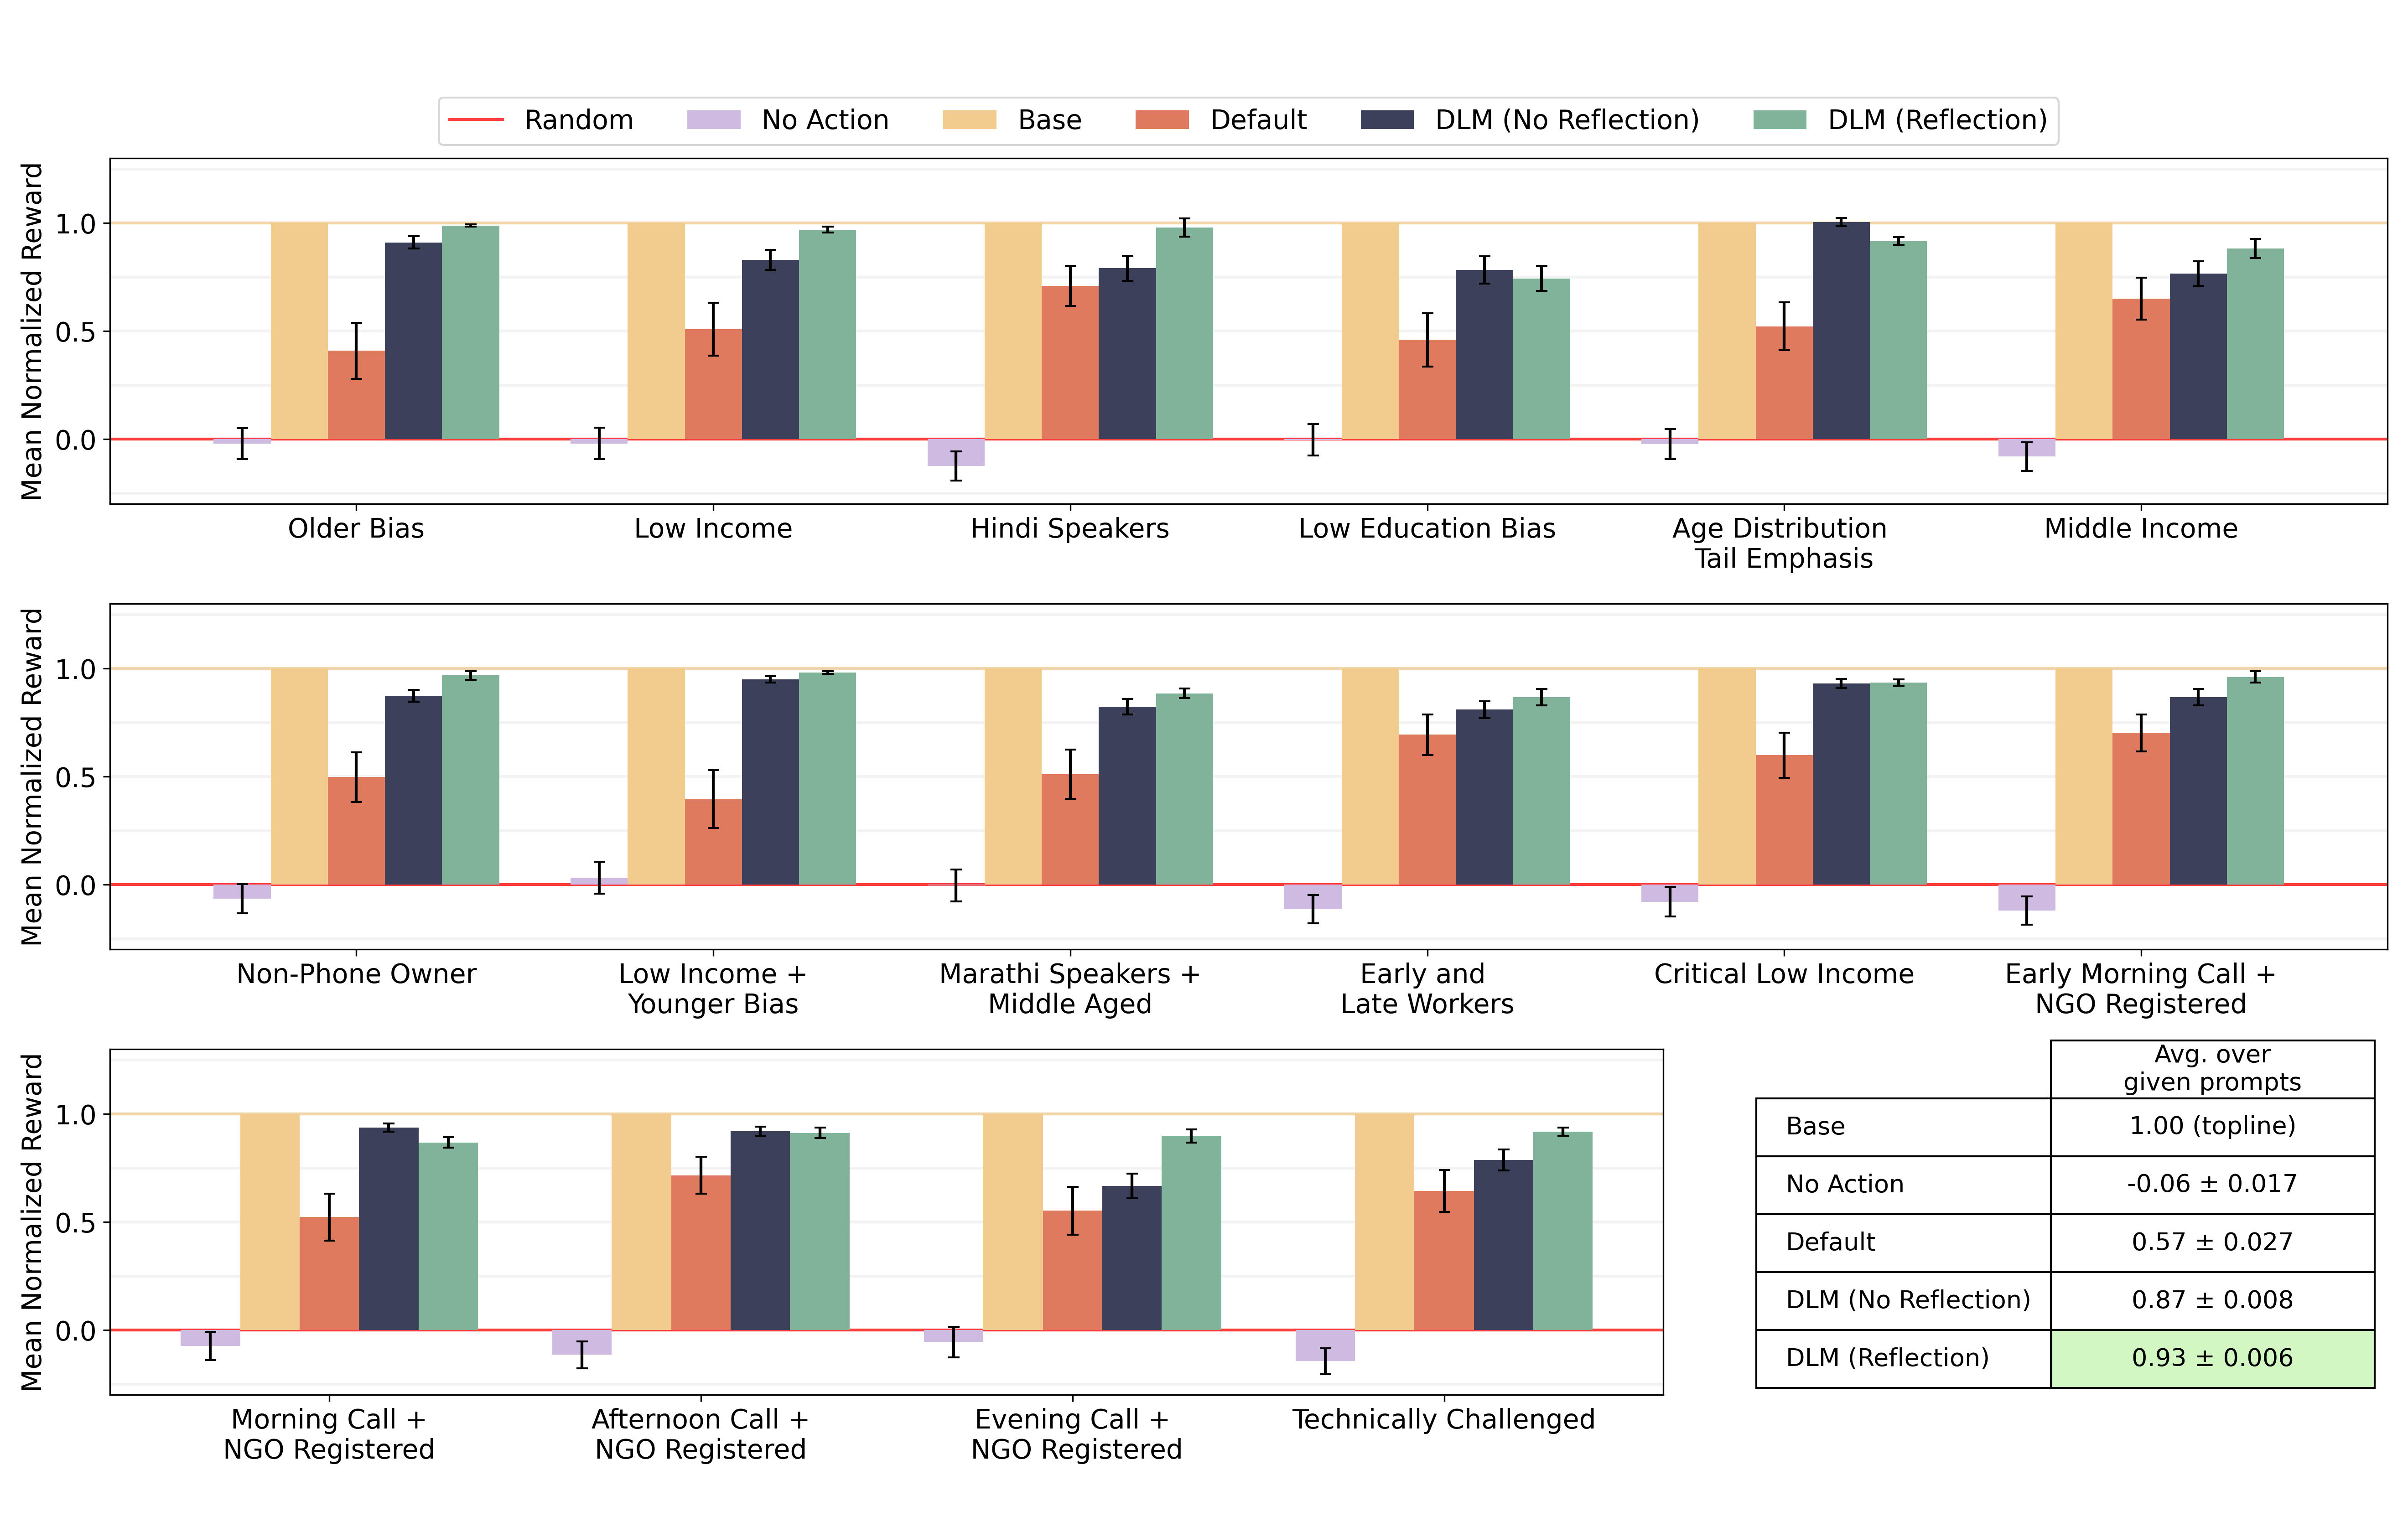 Random No Action Base Default DLM (No Reflection) DLM (Reflection)
Mean Normalized Reward
1.0
0.5
0.0
Older Bias Low Income Hindi Speakers Low Education Bias Age Distribution Middle Income
Tail Emphasis
Mean Normalized Reward
1.0
0.5
0.0
Non-Phone Owner Low Income + Marathi Speakers + Early and Critical Low Income Early Morning Call +
Younger Bias Middle Aged Late Workers NGO Registered
Mean Normalized Reward
1.0
0.5
0.0
Morning Call + Afternoon Call + Evening Call + Technically Challenged
NGO Registered NGO Registered NGO Registered
Avg. over
given prompts
Base 1.00 (topline)
No Action -0.06 ± 0.017
Default 0.57 ± 0.027
DLM (No Reflection) 0.87 ± 0.008
DLM (Reflection) 0.93 ± 0.006